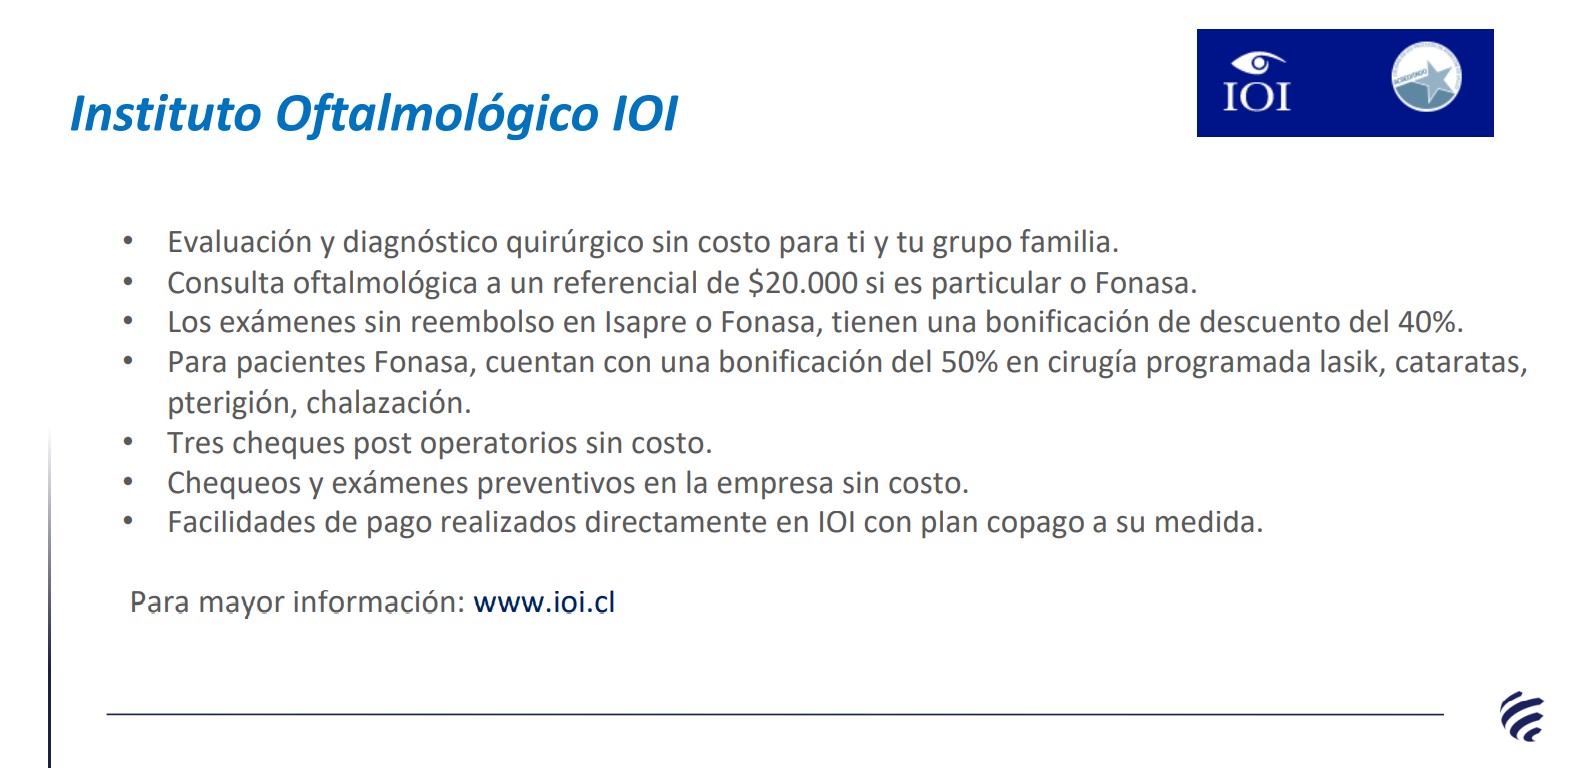 IOI
ACREDITADO
Instituto Oftalmológico IOI
• Evaluación y diagnóstico quirúrgico sin costo para ti y tu grupo familia.
• Consulta oftalmológica a un referencial de $20.000 si es particular o Fonasa.
• Los exámenes sin reembolso en Isapre o Fonasa, tienen una bonificación de descuento del 40%.
• Para pacientes Fonasa, cuentan con una bonificación del 50% en cirugía programada lasik, cataratas,
pterigión, chalazación.
• Tres cheques post operatorios sin costo.
• Chequeos y exámenes preventivos en la empresa sin costo.
• Facilidades de pago realizados directamente en IOI con plan copago a su medida.
Para mayor información: www.ioi.cl